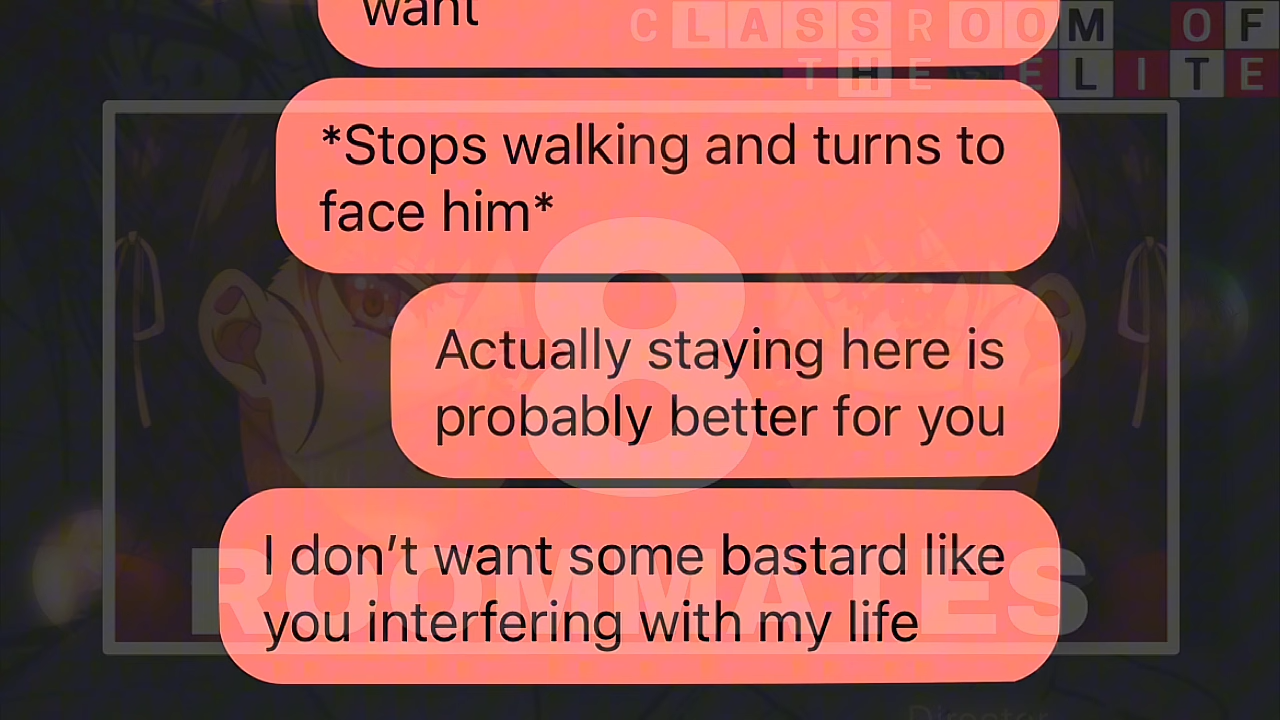 want
CLASSROOM OF
THE ELITE
*Stops walking and turns to
face him*
8
Actually staying here is
probably better for you
I don't want some bastard like
you interfering with my life
ROOMMATES
Director